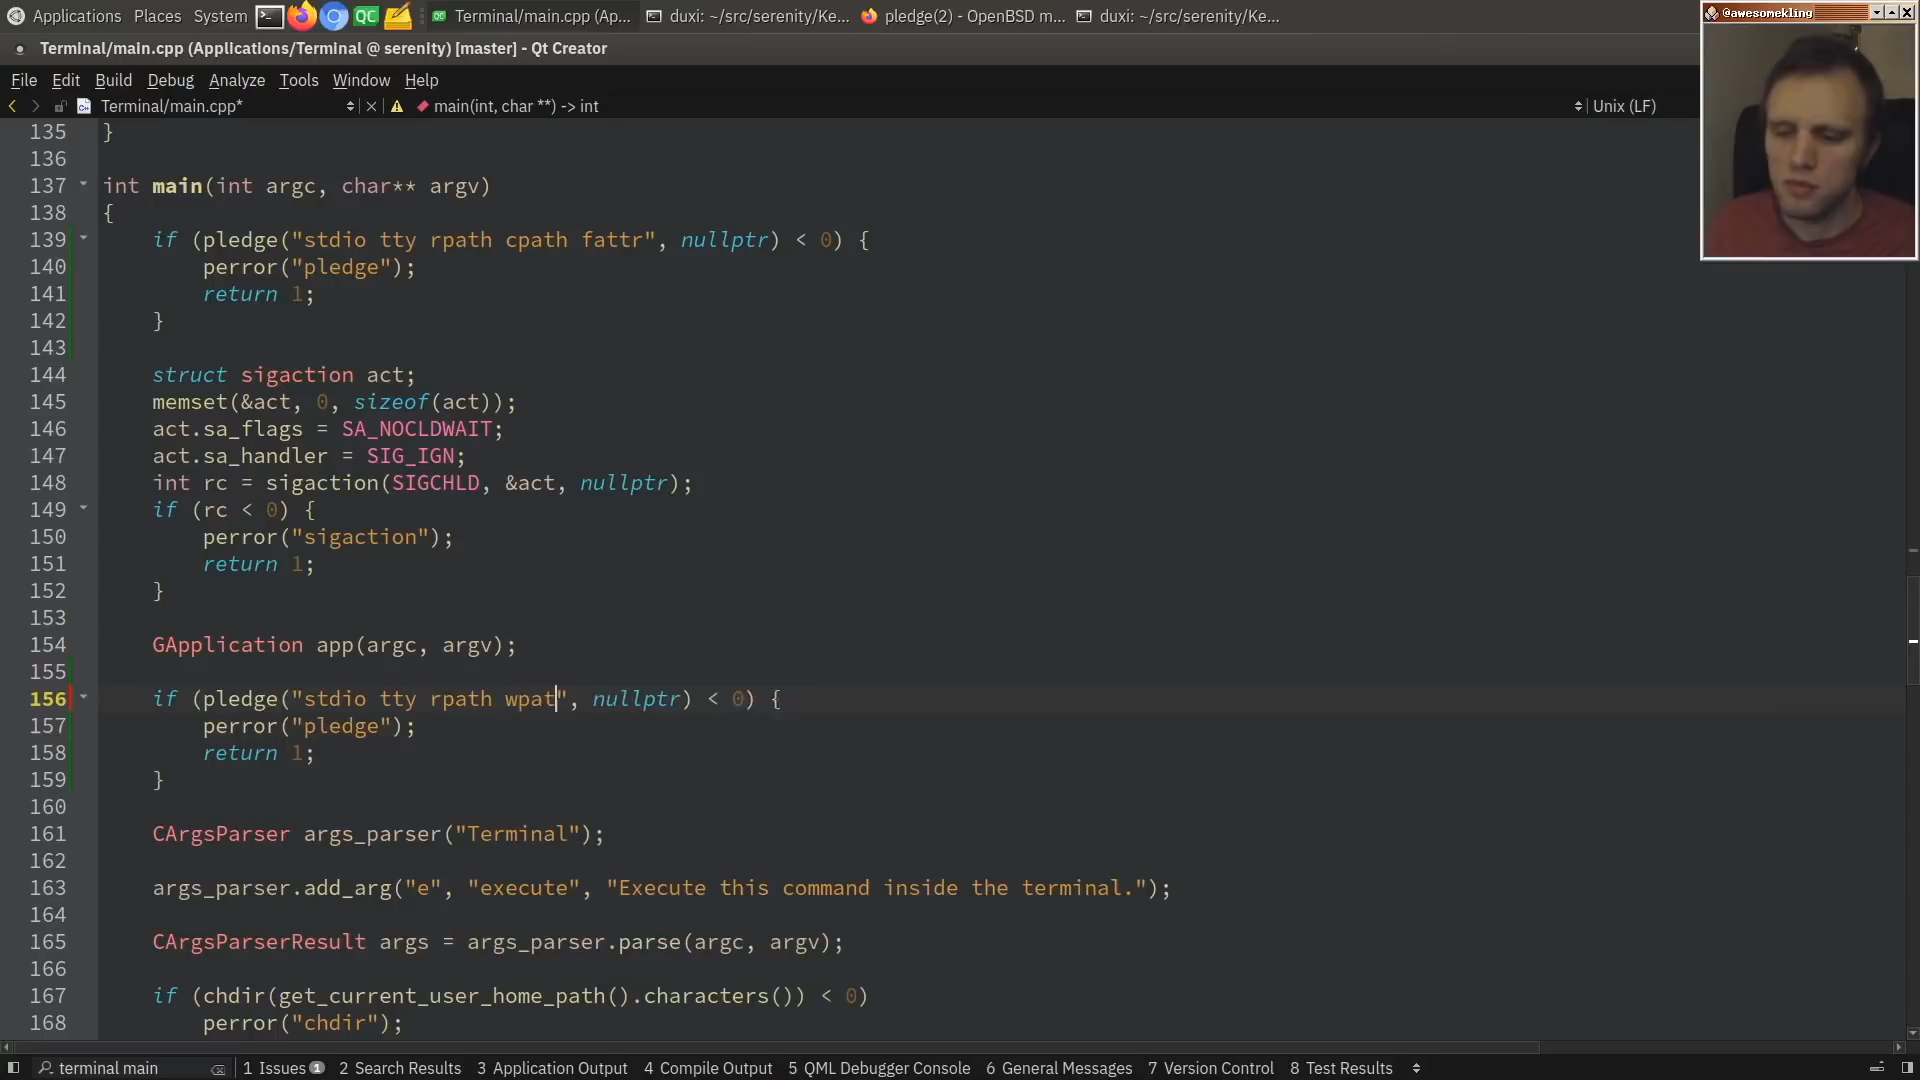 Applications Places System QC QC Terminal/main.cpp (Ap... duxi: ~/src/serenity/Ke... pledge(2) - OpenBSD m... duxi: ~/src/serenity/Ke...
@awesomekling
Terminal/main.cpp (Applications/Terminal @ serenity) [master] - Qt Creator
File Edit Build Debug Analyze Tools Window Help
Terminal/main.cpp* main(int, char **) -> int Unix (LF)
135 }
136
137 int main(int argc, char** argv)
138 {
139 if (pledge("stdio tty rpath cpath fattr", nullptr) < 0) {
140 perror("pledge");
141 return 1;
142 }
143
144 struct sigaction act;
145 memset(&act, 0, sizeof(act));
146 act.sa_flags = SA_NOCLDWAIT;
147 act.sa_handler = SIG_IGN;
148 int rc = sigaction(SIGCHLD, &act, nullptr);
149 if (rc < 0) {
150 perror("sigaction");
151 return 1;
152 }
153
154 GApplication app(argc, argv);
155
156 if (pledge("stdio tty rpath wpat", nullptr) < 0) {
157 perror("pledge");
158 return 1;
159 }
160
161 CArgsParser args_parser("Terminal");
162
163 args_parser.add_arg("e", "execute", "Execute this command inside the terminal.");
164
165 CArgsParserResult args = args_parser.parse(argc, argv);
166
167 if (chdir(get_current_user_home_path().characters()) < 0)
168 perror("chdir");
terminal main 1 Issues 1 2 Search Results 3 Application Output 4 Compile Output 5 QML Debugger Console 6 General Messages 7 Version Control 8 Test Results